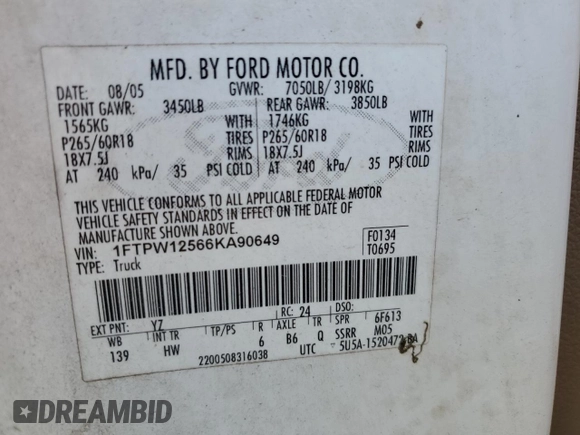 MFD. BY FORD MOTOR CO.
DATE: 08/05 GVWR: 7050LB/ 3198KG
FRONT GAWR: 3450LB REAR GAWR: 3850LB
1565KG WITH 1746KG WITH
P265/60R18 TIRES P265/60R18 TIRES
18X7.5J RIMS 18X7.5J RIMS
AT 240 kPa/ 35 PSI COLD AT 240 kPa/ 35 PSI COLD
THIS VEHICLE CONFORMS TO ALL APPLICABLE FEDERAL MOTOR
VEHICLE SAFETY STANDARDS IN EFFECT ON THE DATE OF
MANUFACTURE SHOWN ABOVE.
VIN: 1FTPW12566KA90649 F0134
TYPE: Truck T0695
EXT PNT: YZ RC: 24 DSO:
WB INT TR TP/PS R AXLE TR SPR 6F613
139 HW 6 B6 Q SSRR M05
2200508316038 UTC 5U5A-1520472-BA
DREAMBID